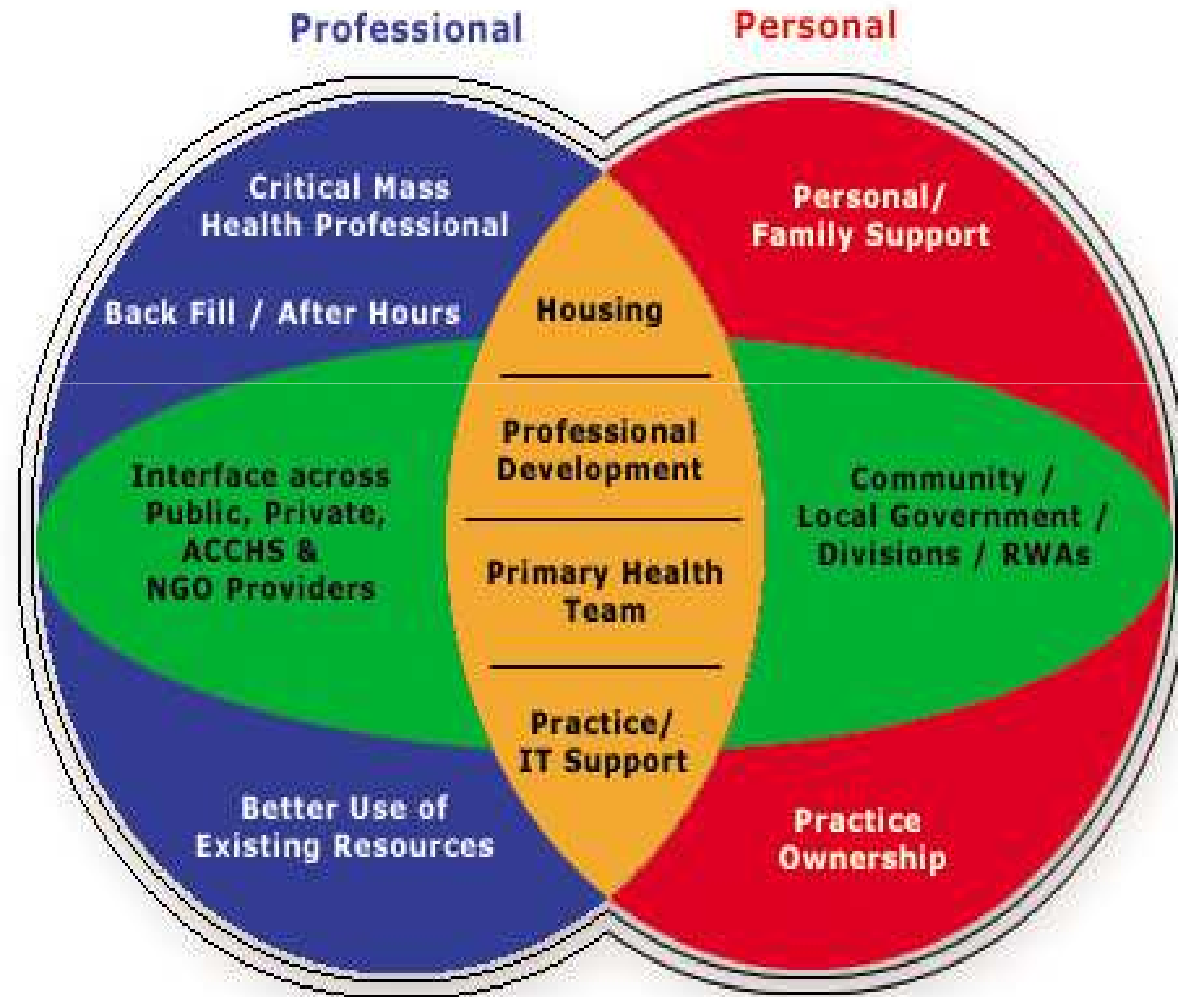 Professional
Personal
Critical Mass
Health Professional
Back Fill / After Hours
Interface across
Public, Private,
ACCHS &
NGO Providers
Better Use of
Existing Resources
Housing
Professional
Development
Primary Health
Team
Practice/
IT Support
Personal/
Family Support
Community /
Local Government /
Divisions / RWAs
Practice
Ownership